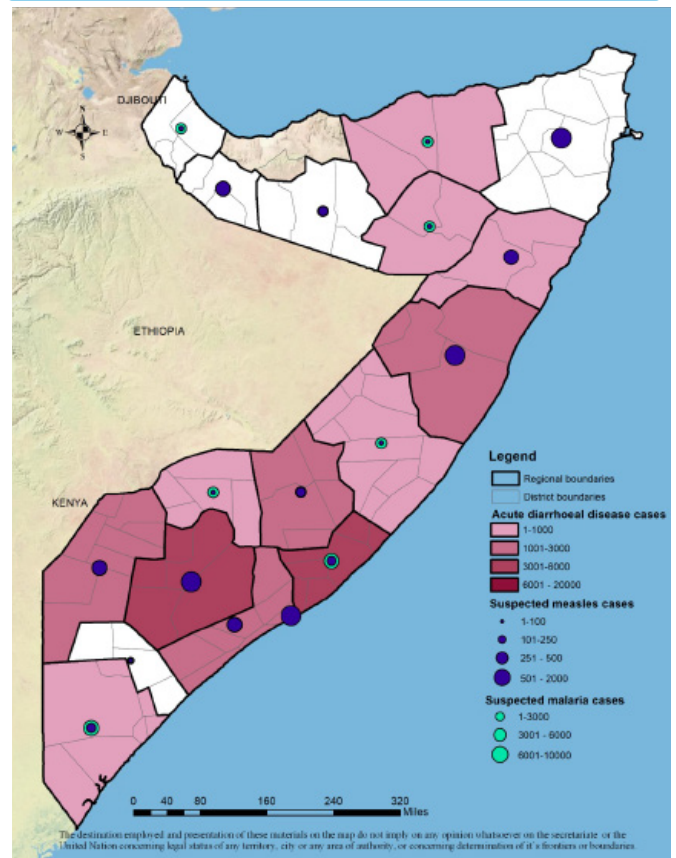 DJIBOUTI
N
W E
S
ETHIOPIA
KENYA
Legend
Regional boundaries
District boundaries
Acute diarrhoeal disease cases
1-1000
1001-3000
3001-6000
6001 - 20000
Suspected measles cases
1-100
101-250
251 - 500
501 - 2000
Suspected malaria cases
1-3000
3001 - 6000
6001-10000
0 40 80 160 240 320
Miles
The destination employed and presentation of these materials on the map do not imply on any opinion whatsoever on the secretariate or the
United Nation concerning legal status of any territory, city or any area of authority, or concerning determination of it's frontiers or boundaries.